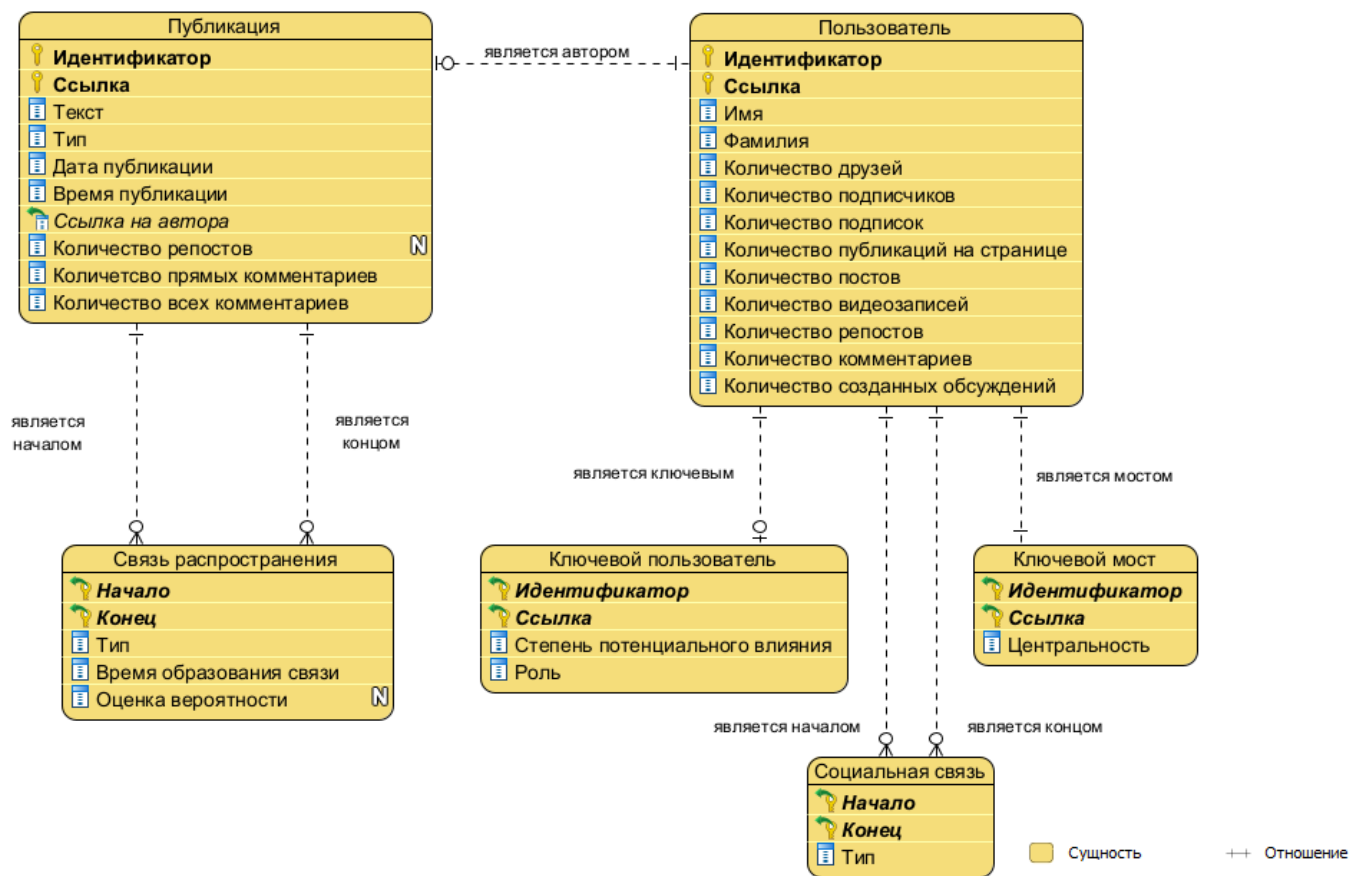 Публикация
Идентификатор
Ссылка
Текст
Тип
Дата публикации
Время публикации
Ссылка на автора
Количество репостов N
Количетсво прямых комментариев
Количество всех комментариев
является автором
Пользователь
Идентификатор
Ссылка
Имя
Фамилия
Количество друзей
Количество подписчиков
Количество подписок
Количество публикаций на странице
Количество постов
Количество видеозаписей
Количество репостов
Количество комментариев
Количество созданных обсуждений
является
началом
является
концом
является ключевым
является мостом
Связь распространения
Начало
Конец
Тип
Время образования связи
Оценка вероятности N
Ключевой пользователь
Идентификатор
Ссылка
Степень потенциального влияния
Роль
Ключевой мост
Идентификатор
Ссылка
Центральность
является началом
является концом
Социальная связь
Начало
Конец
Тип
Сущность
Отношение